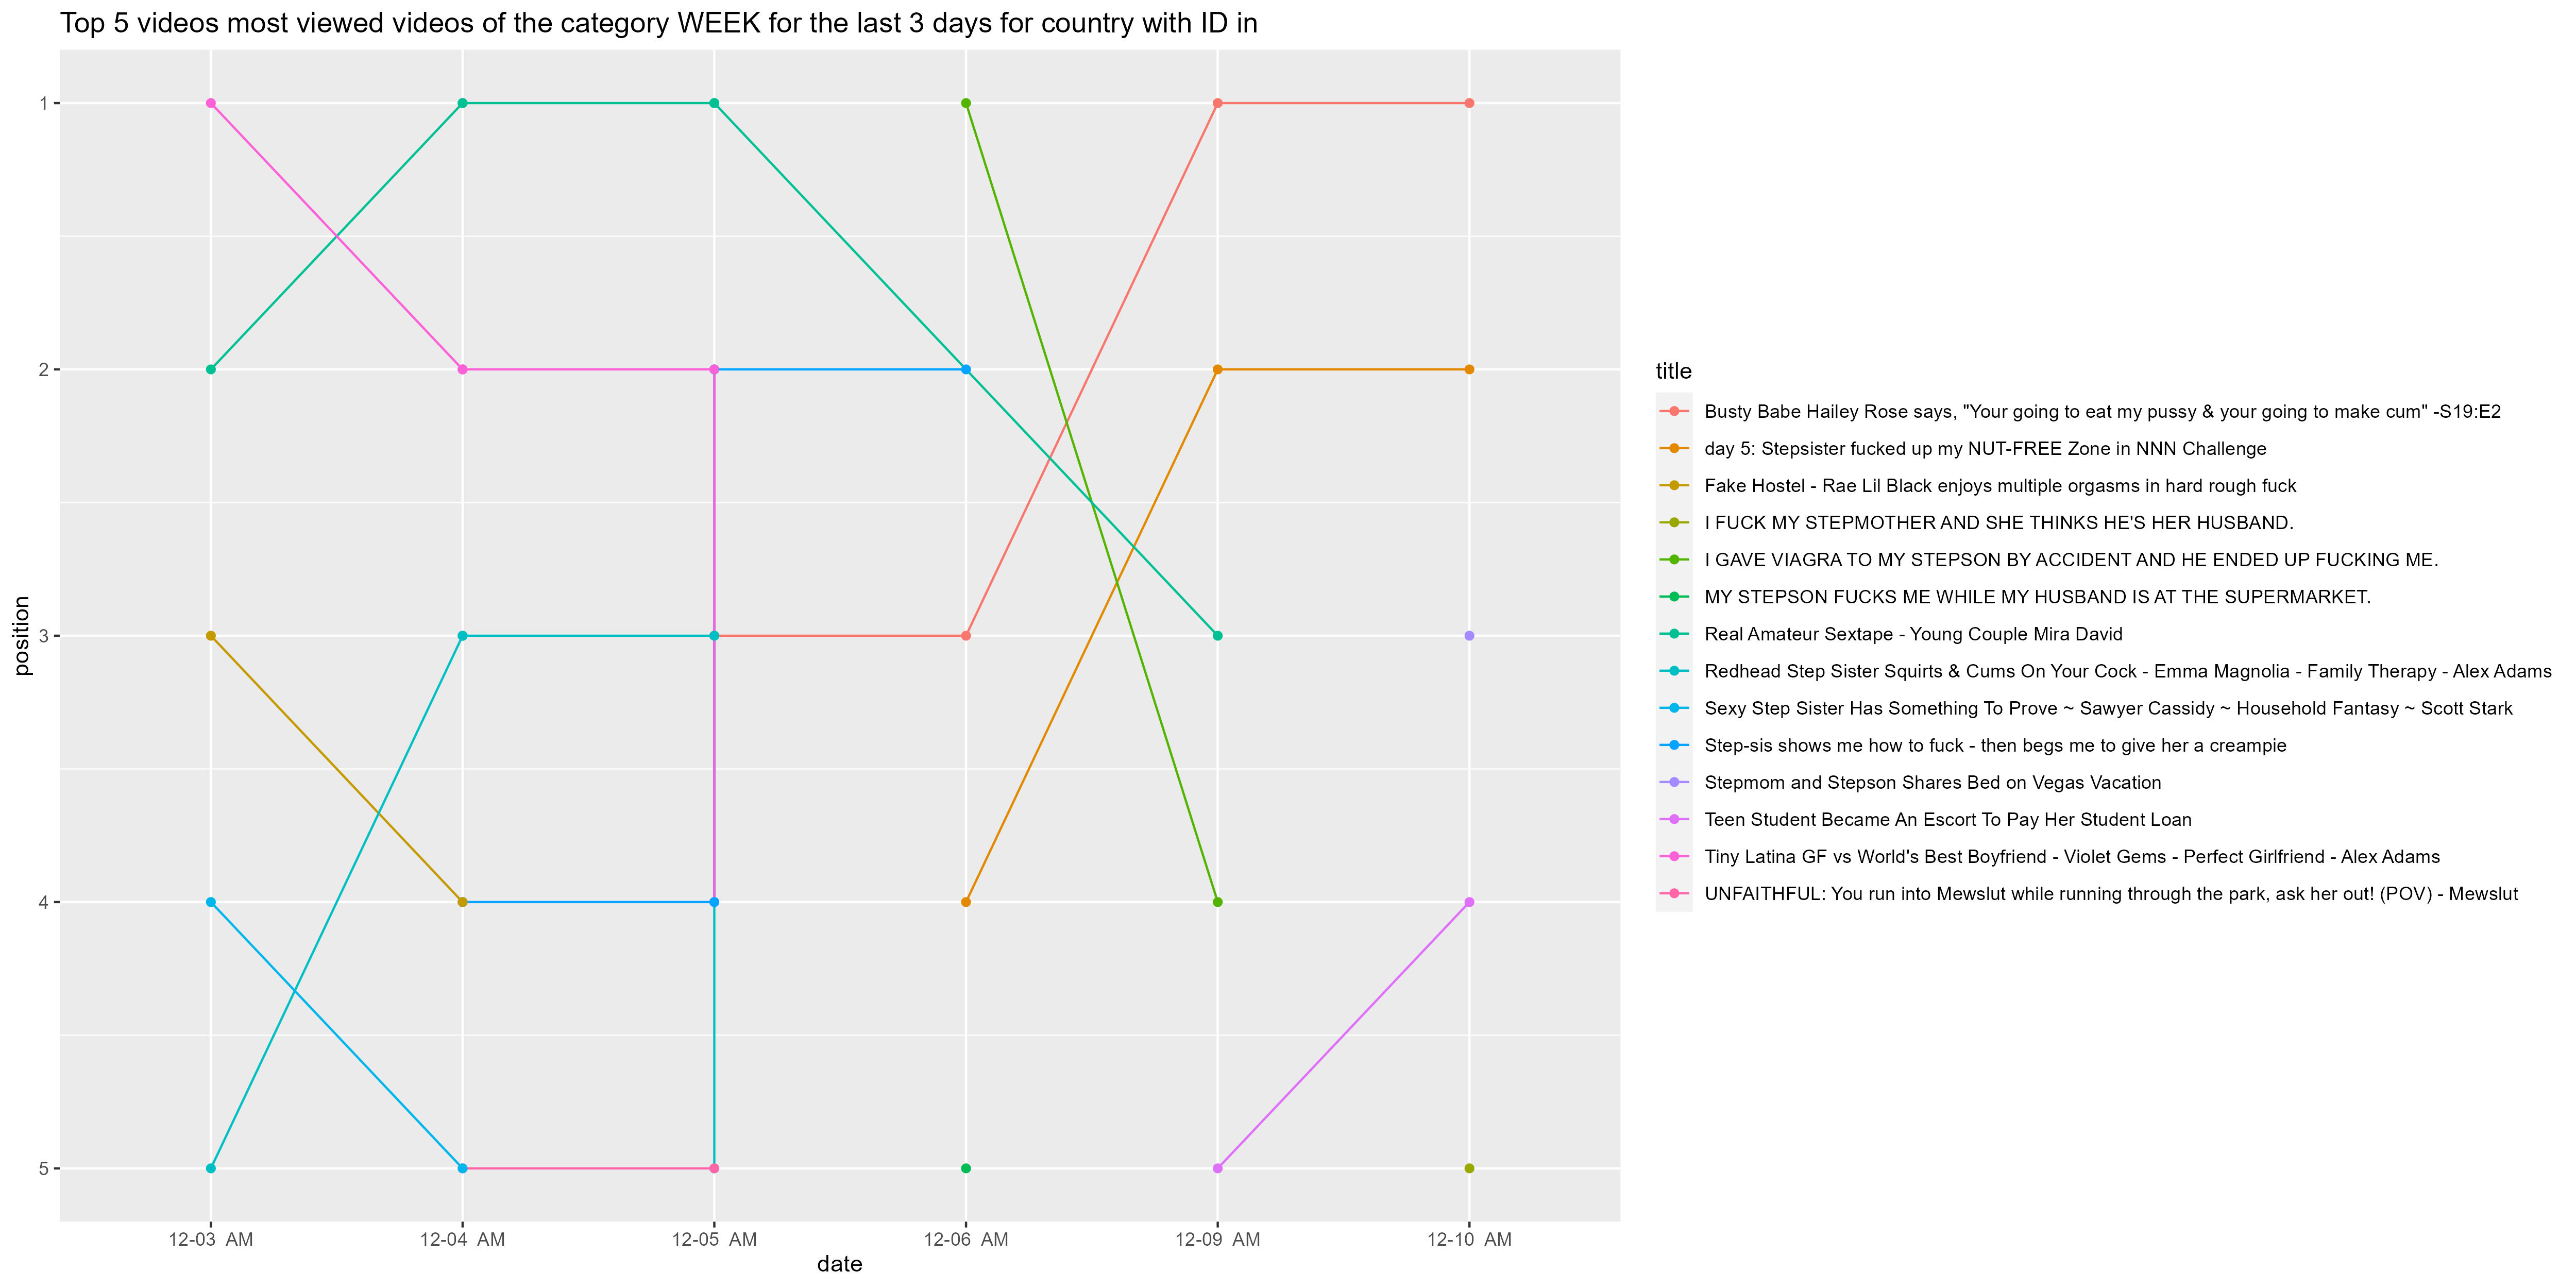 Top 5 videos most viewed videos of the category WEEK for the last 3 days for country with ID in
position
1
2
3
4
5
12-03 AM
12-04 AM
12-05 AM
12-06 AM
12-09 AM
12-10 AM
date
title
Busty Babe Hailey Rose says, "Your going to eat my pussy & your going to make cum" -S19:E2
day 5: Stepsister fucked up my NUT-FREE Zone in NNN Challenge
Fake Hostel - Rae Lil Black enjoys multiple orgasms in hard rough fuck
I FUCK MY STEPMOTHER AND SHE THINKS HE'S HER HUSBAND.
I GAVE VIAGRA TO MY STEPSON BY ACCIDENT AND HE ENDED UP FUCKING ME.
MY STEPSON FUCKS ME WHILE MY HUSBAND IS AT THE SUPERMARKET.
Real Amateur Sextape - Young Couple Mira David
Redhead Step Sister Squirts & Cums On Your Cock - Emma Magnolia - Family Therapy - Alex Adams
Sexy Step Sister Has Something To Prove ~ Sawyer Cassidy ~ Household Fantasy ~ Scott Stark
Step-sis shows me how to fuck - then begs me to give her a creampie
Stepmom and Stepson Shares Bed on Vegas Vacation
Teen Student Became An Escort To Pay Her Student Loan
Tiny Latina GF vs World's Best Boyfriend - Violet Gems - Perfect Girlfriend - Alex Adams
UNFAITHFUL: You run into Mewslut while running through the park, ask her out! (POV) - Mewslut